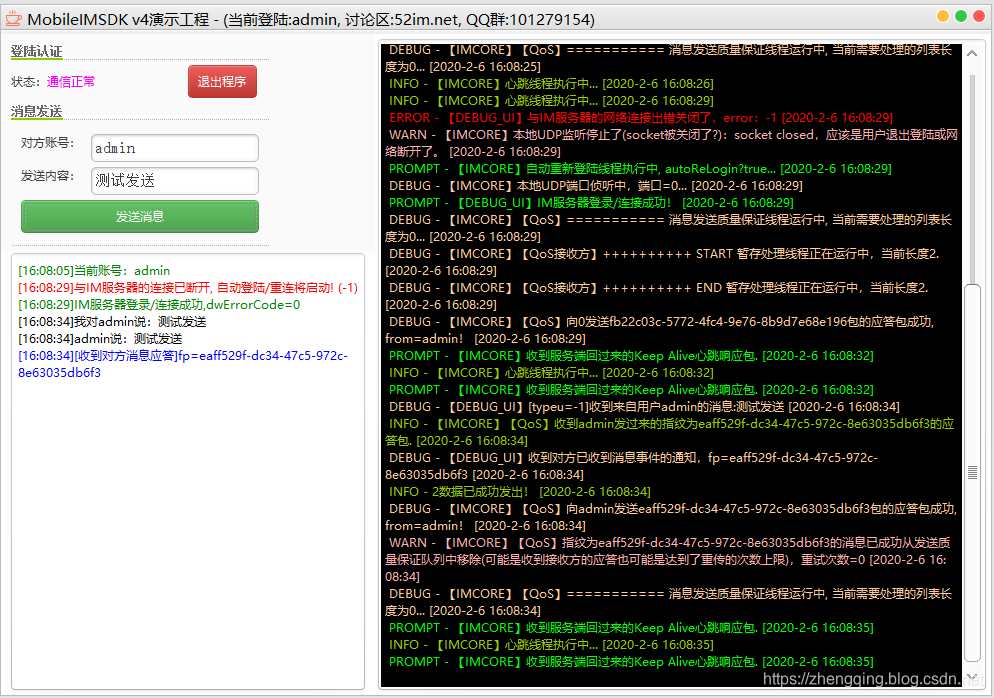 MobileIMSDK v4演示工程 - (当前登陆:admin, 讨论区:52im.net, QQ群:101279154)
登陆认证
状态：通信正常
退出程序
消息发送
对方账号：
admin
发送内容：
测试发送
发送消息
[16:08:05]当前账号：admin
[16:08:29]与IM服务器的连接已断开, 自动登陆/重连将启动! (-1)
[16:08:29]IM服务器登录/连接成功,dwErrorCode=0
[16:08:34]我对admin说：测试发送
[16:08:34]admin说：测试发送
[16:08:34][收到对方消息应答]fp=eaff529f-dc34-47c5-972c-
8e63035db6f3
DEBUG - 【IMCORE】【QoS】=========== 消息发送质量保证线程运行中, 当前需要处理的列表长
度为0... [2020-2-6 16:08:25]
INFO - 【IMCORE】心跳线程执行中... [2020-2-6 16:08:26]
INFO - 【IMCORE】心跳线程执行中... [2020-2-6 16:08:29]
ERROR - 【DEBUG_UI】与IM服务器的网络连接出错关闭了，error：-1 [2020-2-6 16:08:29]
WARN - 【IMCORE】本地UDP监听停止了(socket被关闭了?)：socket closed，应该是用户退出登陆或网
络断开了。 [2020-2-6 16:08:29]
PROMPT - 【IMCORE】自动重新登陆线程执行中, autoReLogin?true... [2020-2-6 16:08:29]
DEBUG - 【IMCORE】本地UDP端口侦听中，端口=0... [2020-2-6 16:08:29]
PROMPT - 【DEBUG_UI】IM服务器登录/连接成功！ [2020-2-6 16:08:29]
DEBUG - 【IMCORE】【QoS】=========== 消息发送质量保证线程运行中, 当前需要处理的列表长
度为0... [2020-2-6 16:08:29]
DEBUG - 【IMCORE】【QoS接收方】++++++++++ START 暂存处理线程正在运行中，当前长度2.
[2020-2-6 16:08:29]
DEBUG - 【IMCORE】【QoS接收方】++++++++++ END 暂存处理线程正在运行中，当前长度2.
[2020-2-6 16:08:29]
DEBUG - 【IMCORE】【QoS】向0发送fb22c03c-5772-4fc4-9e76-8b9d7e68e196包的应答包成功,
from=admin！ [2020-2-6 16:08:29]
PROMPT - 【IMCORE】收到服务端回过来的Keep Alive心跳响应包. [2020-2-6 16:08:32]
INFO - 【IMCORE】心跳线程执行中... [2020-2-6 16:08:32]
PROMPT - 【IMCORE】收到服务端回过来的Keep Alive心跳响应包. [2020-2-6 16:08:32]
DEBUG - 【DEBUG_UI】[typeu=-1]收到来自用户admin的消息:测试发送 [2020-2-6 16:08:34]
INFO - 【IMCORE】【QoS】收到admin发过来的指纹为eaff529f-dc34-47c5-972c-8e63035db6f3的应
答包. [2020-2-6 16:08:34]
DEBUG - 【DEBUG_UI】收到对方已收到消息事件的通知，fp=eaff529f-dc34-47c5-972c-
8e63035db6f3 [2020-2-6 16:08:34]
INFO - 2数据已成功发出！ [2020-2-6 16:08:34]
DEBUG - 【IMCORE】【QoS】向admin发送eaff529f-dc34-47c5-972c-8e63035db6f3包的应答包成功,
from=admin！ [2020-2-6 16:08:34]
WARN - 【IMCORE】【QoS】指纹为eaff529f-dc34-47c5-972c-8e63035db6f3的消息已成功从发送质
量保证队列中移除(可能是收到接收方的应答也可能是达到了重传的次数上限)，重试次数=0 [2020-2-6 16:
08:34]
DEBUG - 【IMCORE】【QoS】=========== 消息发送质量保证线程运行中, 当前需要处理的列表长
度为0... [2020-2-6 16:08:34]
PROMPT - 【IMCORE】收到服务端回过来的Keep Alive心跳响应包. [2020-2-6 16:08:35]
INFO - 【IMCORE】心跳线程执行中... [2020-2-6 16:08:35]
PROMPT - 【IMCORE】收到服务端回过来的Keep Alive心跳响应包. [2020-2-6 16:08:35]
https://zhengqing.blog.csdn.net